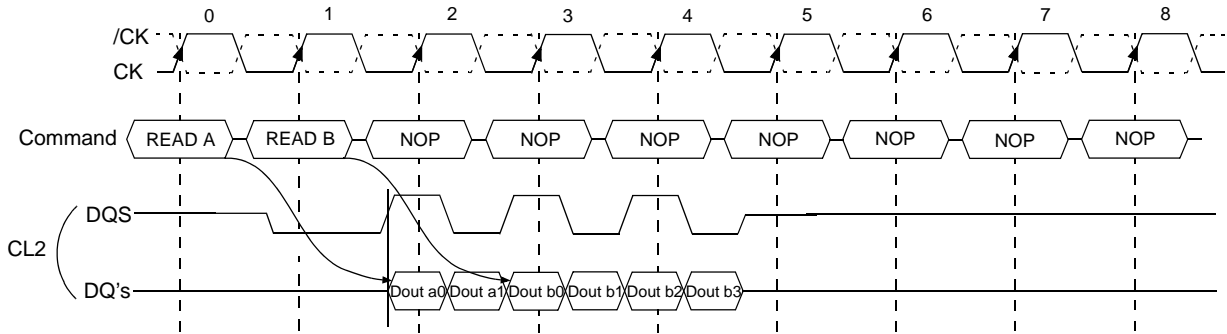 0 1 2 3 4 5 6 7 8
/CK
CK
Command READ A READ B NOP NOP NOP NOP NOP NOP NOP
DQS
CL2
DQ's Dout a0 Dout a1 Dout b0 Dout b1 Dout b2 Dout b3